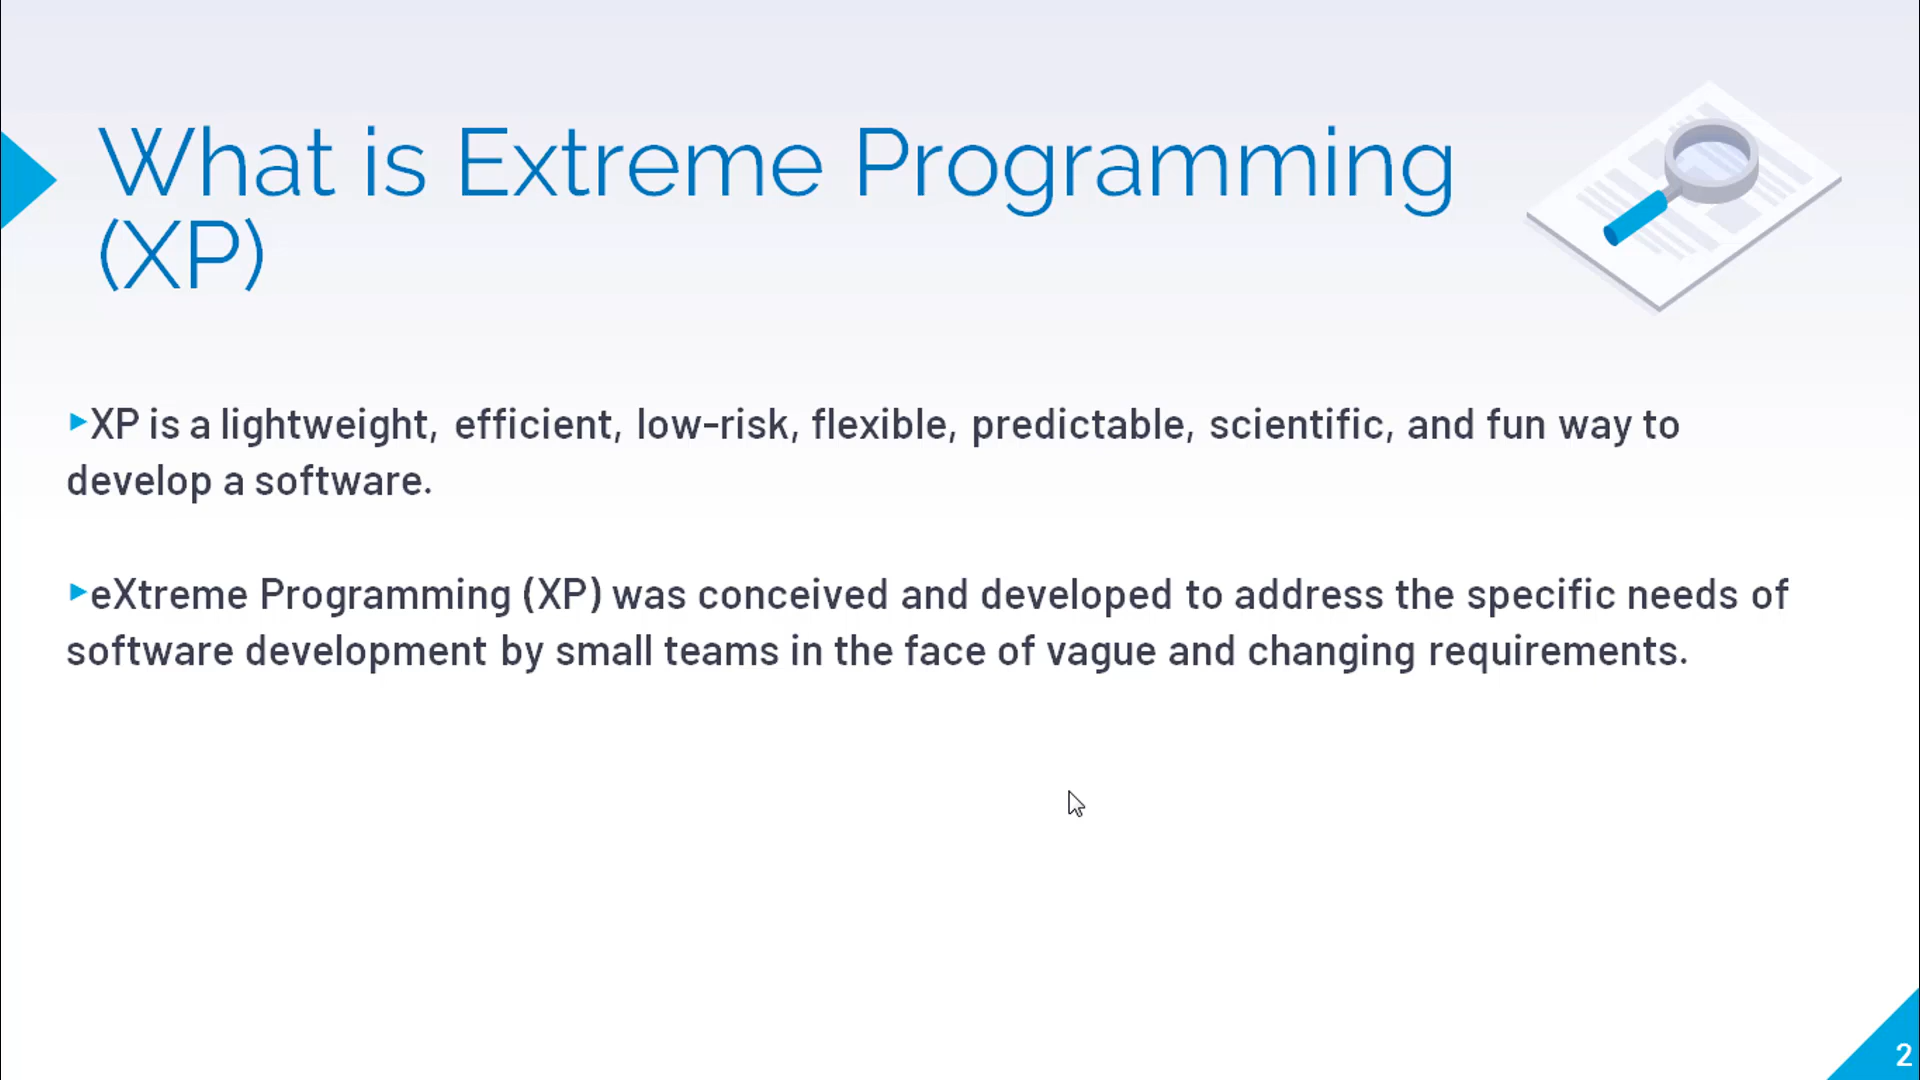 What is Extreme Programming
(XP)
▸XP is a lightweight, efficient, low-risk, flexible, predictable, scientific, and fun way to
develop a software.
▸eXtreme Programming (XP) was conceived and developed to address the specific needs of
software development by small teams in the face of vague and changing requirements.
2